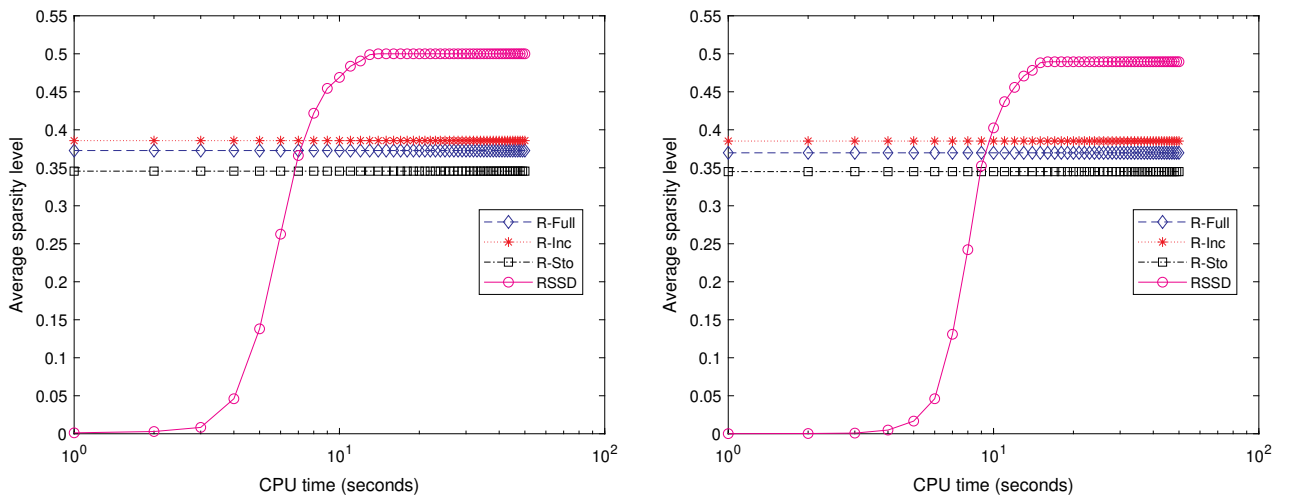 0.55
0.5
0.45
0.4
0.35
0.3
0.25
0.2
0.15
0.1
0.05
0
Average sparsity level
R-Full
R-Inc
R-Sto
RSSD
10^0
10^1
10^2
CPU time (seconds)
0.55
0.5
0.45
0.4
0.35
0.3
0.25
0.2
0.15
0.1
0.05
0
Average sparsity level
R-Full
R-Inc
R-Sto
RSSD
10^0
10^1
10^2
CPU time (seconds)